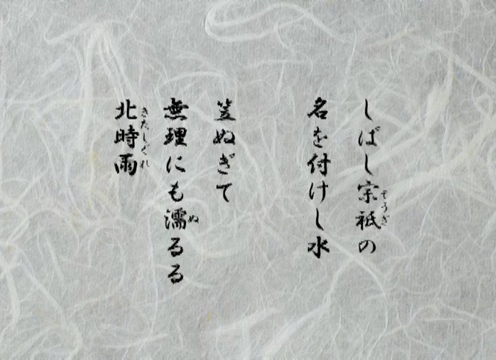 しばし宗祇の
名を付けし水
笠ぬぎて
無理にも濡るる
北時雨